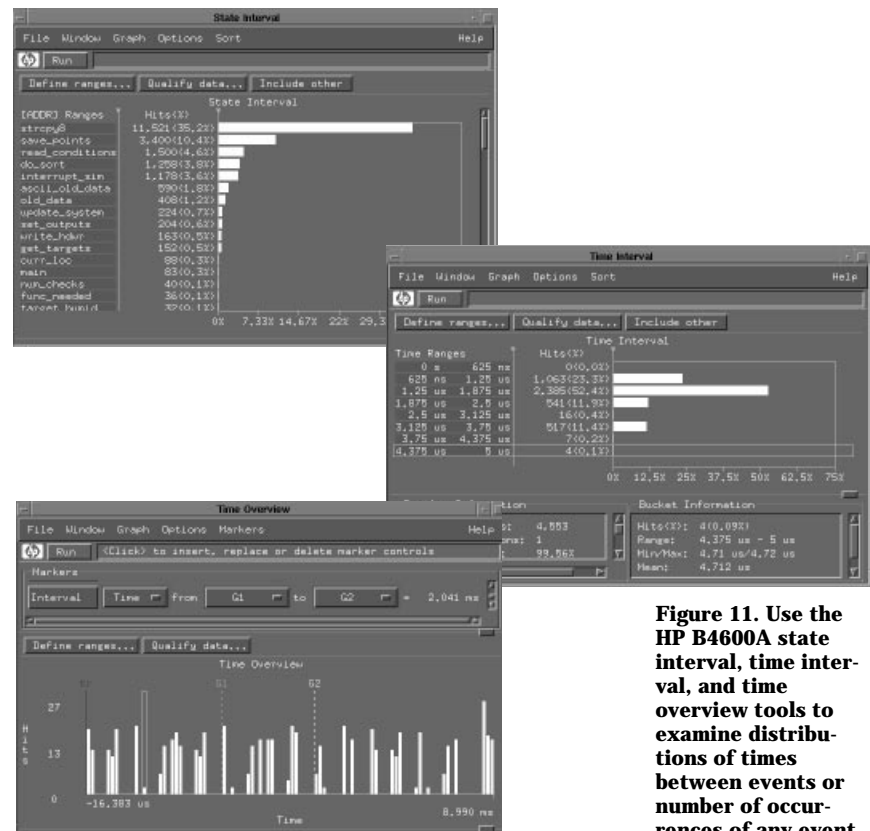 State Interval
File Window Graph Options Sort Help
hp Run
Define ranges... Qualify data... Include other
State Interval
[ADDR] Ranges Hits(%)
strcpy8 11,521(35.2%)
save_points 3,400(10.4%)
read_conditions 1,500(4.6%)
do_sort 1,258(3.8%)
interrupt_sim 1,178(3.6%)
ascii_old_data 590(1.8%)
old_data 408(1.2%)
update_system 224(0.7%)
set_outputs 204(0.6%)
write_hdwr 163(0.5%)
get_targets 152(0.5%)
curr_loc 88(0.3%)
main 83(0.3%)
num_checks 40(0.1%)
func_needed 36(0.1%)
target_humid 32(0.1%)
0% 7.33% 14.67% 22% 29.3
Time Interval
File Window Graph Options Sort Help
hp Run
Define ranges... Qualify data... Include other
Time Interval
Time Ranges Hits(%)
0 s 625 ns 0(0.0%)
625 ns 1.25 us 1,063(23.3%)
1.25 us 1.875 us 2,385(52.4%)
1.875 us 2.5 us 541(11.9%)
2.5 us 3.125 us 16(0.4%)
3.125 us 3.75 us 517(11.4%)
3.75 us 4.375 us 7(0.2%)
4.375 us 5 us 4(0.1%)
0% 12.5% 25% 37.5% 50% 62.5% 75%
Bucket Information
4,553
1
99.56%
Hits(%): 4(0.09%)
Range: 4.375 us - 5 us
Min/Max: 4.71 us/4.72 us
Mean: 4.712 us
Time Overview
File Window Graph Options Markers Help
hp Run <Click> to insert, replace or delete marker controls
Markers
Interval Time from G1 to G2 = 2.041 ms
Define ranges... Qualify data...
Time Overview
G1 G2
27
Hits
13
0
-16.383 us 8.990 ms
Time
Figure 11. Use the
HP B4600A state
interval, time inter-
val, and time
overview tools to
examine distribu-
tions of times
between events or
number of occur-
rences of any event